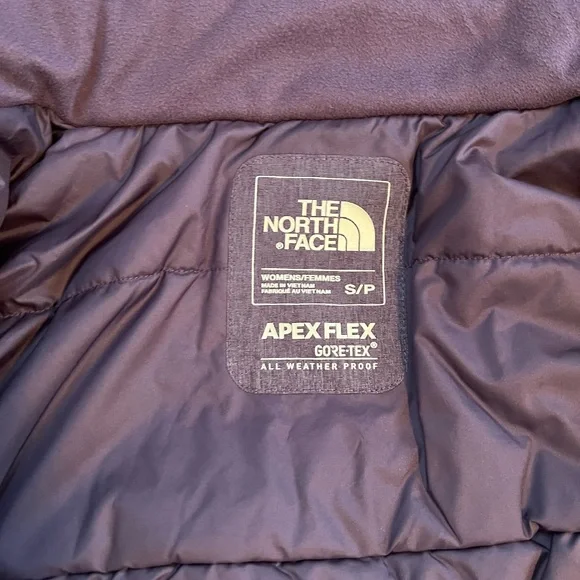 THE
NORTH
®FACE
WOMENS/FEMMES
MADE IN VIETNAM
FABRIQUÉ AU VIETNAM
S/P
APEX FLEX
GORE-TEX®
ALL WEATHER PROOF